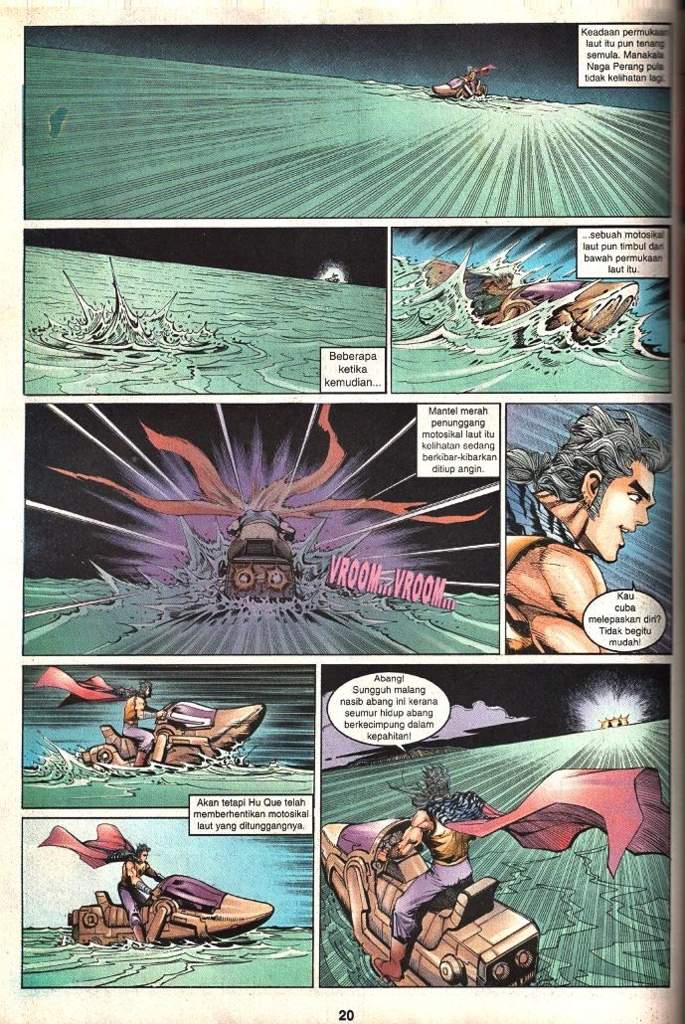 Keadaan permukaan
laut itu pun tenang
semula. Manakala
Naga Perang pula
tidak kelihatan lagi.
Beberapa
ketika
kemudian...
...sebuah motosikal
laut pun timbul dari
bawah permukaan
laut itu.
Mantel merah
penunggang
motosikal laut itu
kelihatan sedang
berkibar-kibarkan
ditiup angin.
VROOM...VROOM...
Kau
cuba
melepaskan diri?
Tidak begitu
mudah!
Akan tetapi Hu Que telah
memberhentikan motosikal
laut yang ditunggangnya.
Abang!
Sungguh malang
nasib abang ini kerana
seumur hidup abang
berkecimpung dalam
kepahitan!
20